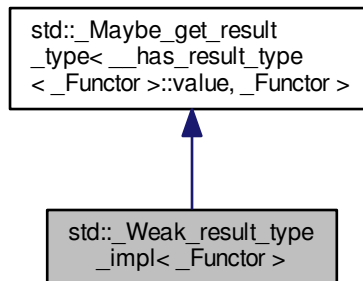 std::_Maybe_get_result
_type< __has_result_type
< _Functor >::value, _Functor >
std::_Weak_result_type
_impl< _Functor >